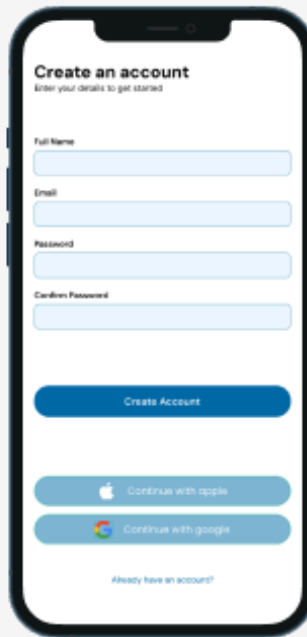 Create an account
Enter your details to get started
Full Name
Email
Password
Confirm Password
Create Account
Continue with apple
Continue with google
Already have an account?